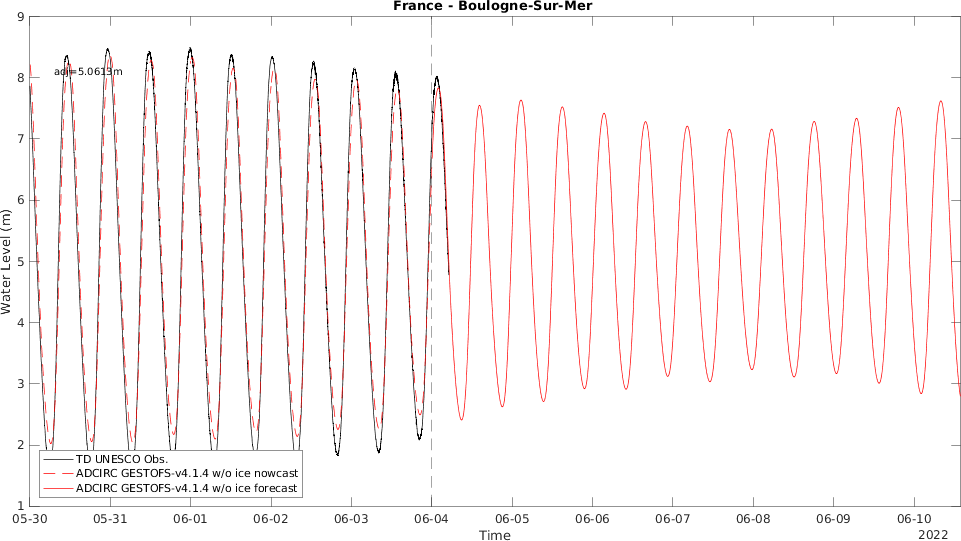 France - Boulogne-Sur-Mer
9
8
7
6
5
4
3
2
1
Water Level (m)
adj=5.0613m
TD UNESCO Obs.
ADCIRC GESTOFS-v4.1.4 w/o ice nowcast
ADCIRC GESTOFS-v4.1.4 w/o ice forecast
05-30 05-31 06-01 06-02 06-03 06-04 06-05 06-06 06-07 06-08 06-09 06-10
Time
2022